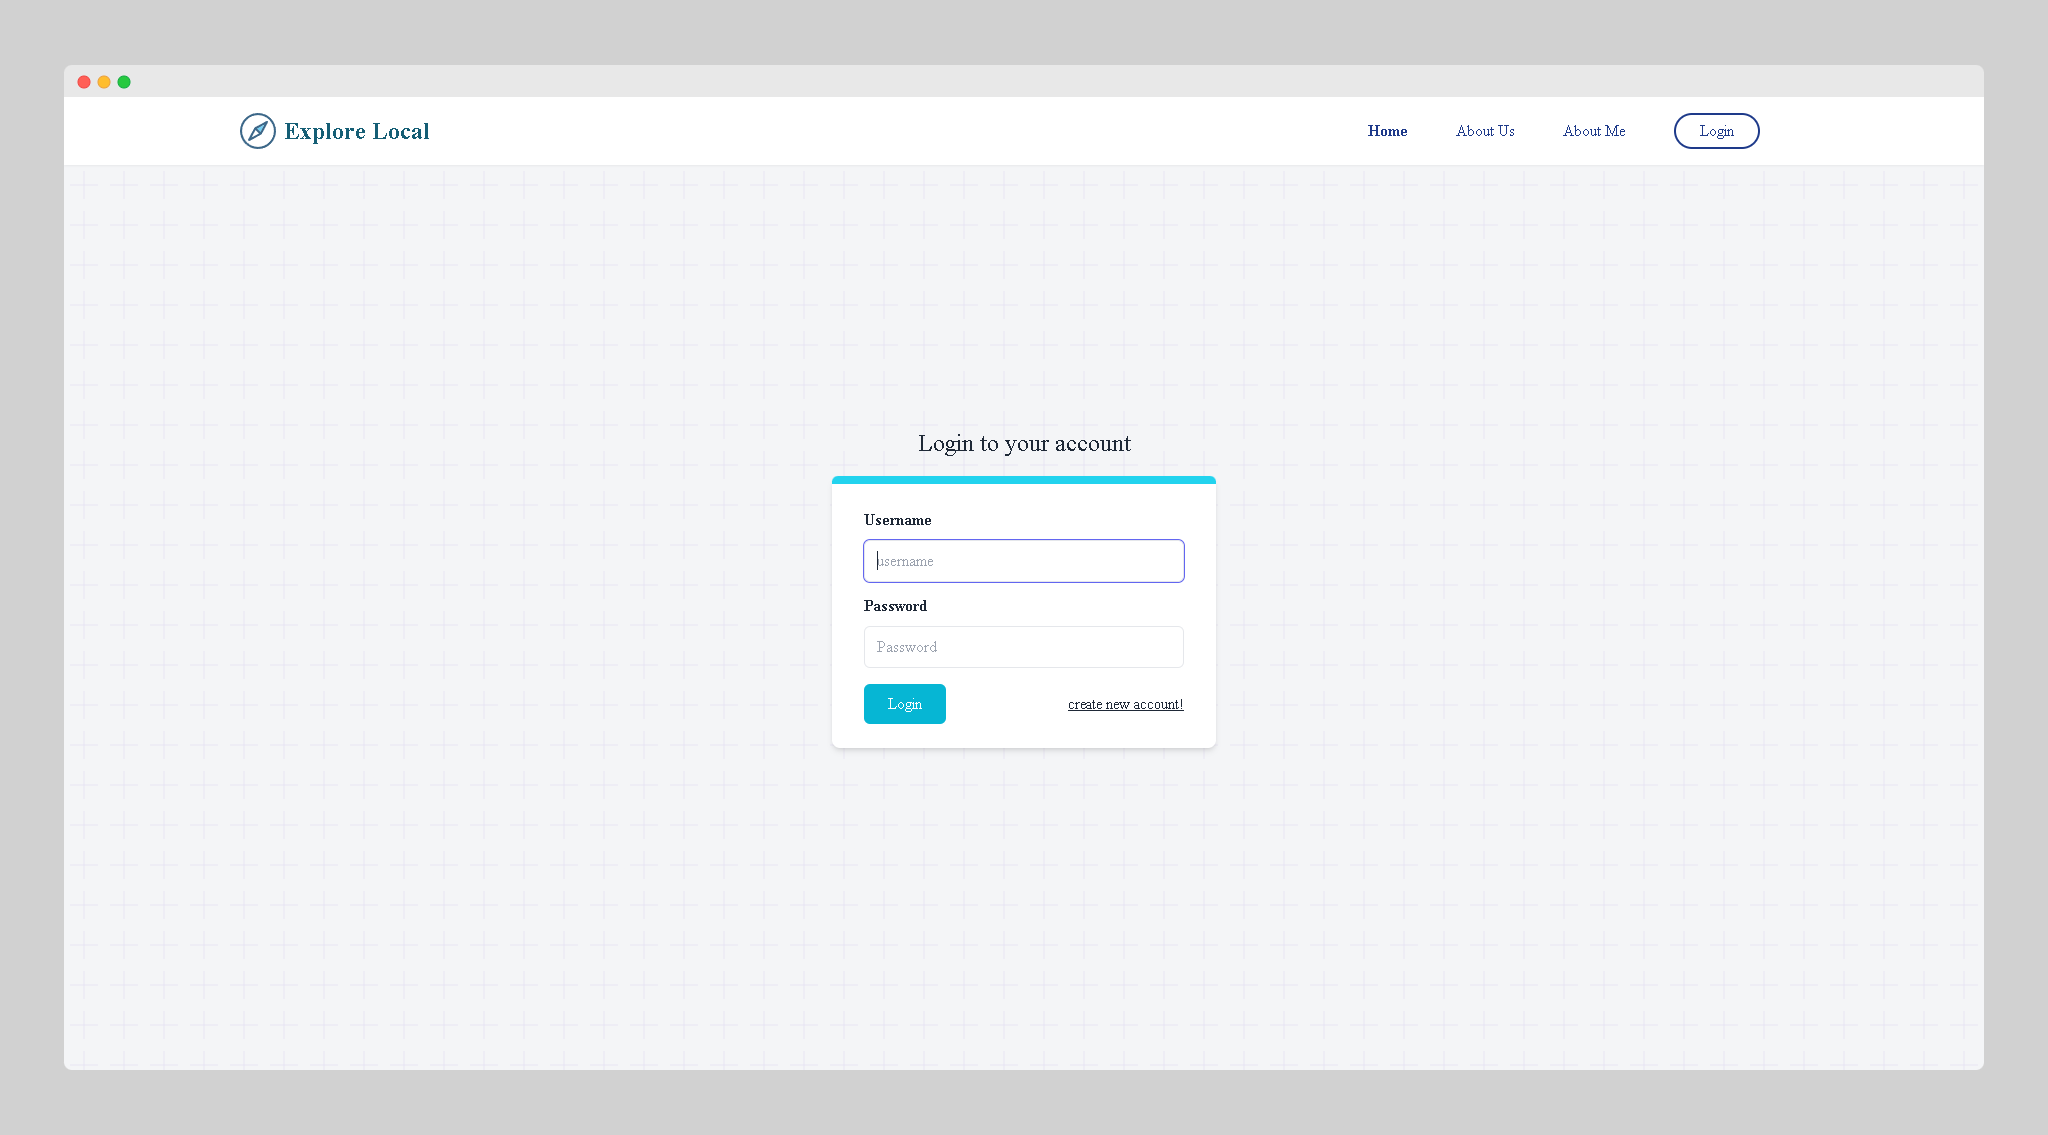 Explore Local
Home About Us About Me Login
Login to your account
Username
username
Password
Password
Login create new account!